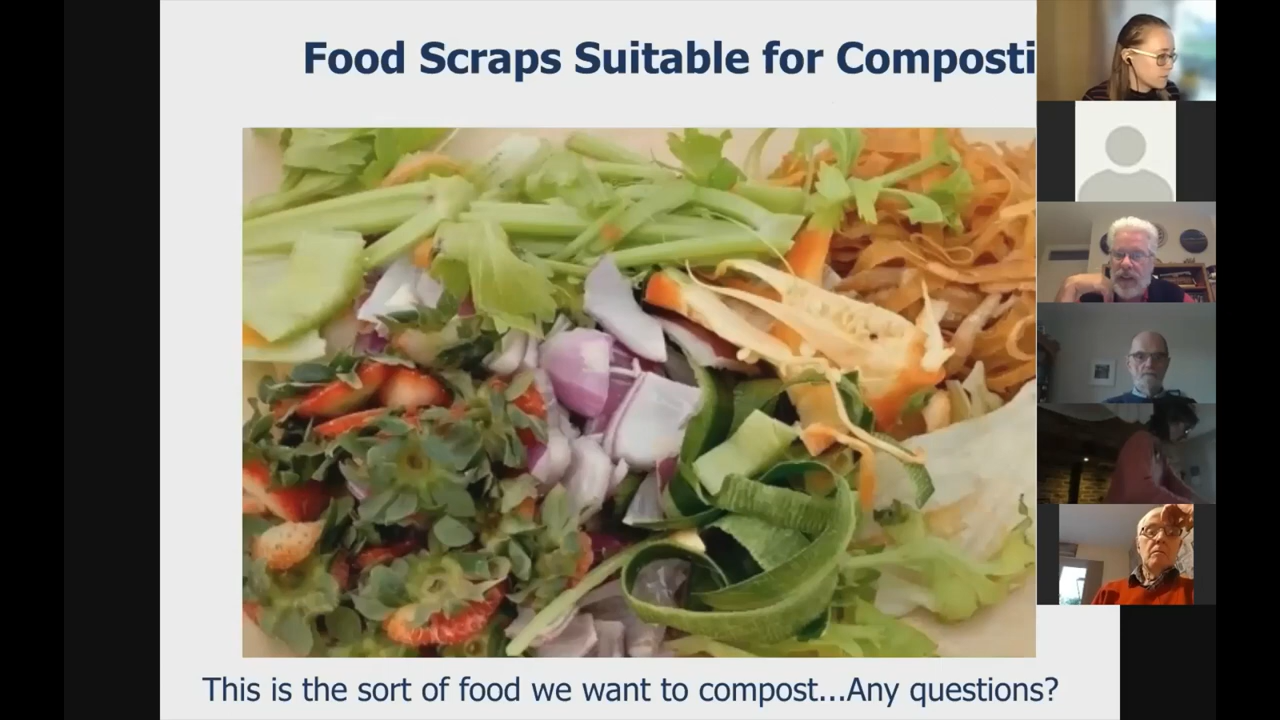 Food Scraps Suitable for Composti
This is the sort of food we want to compost...Any questions?